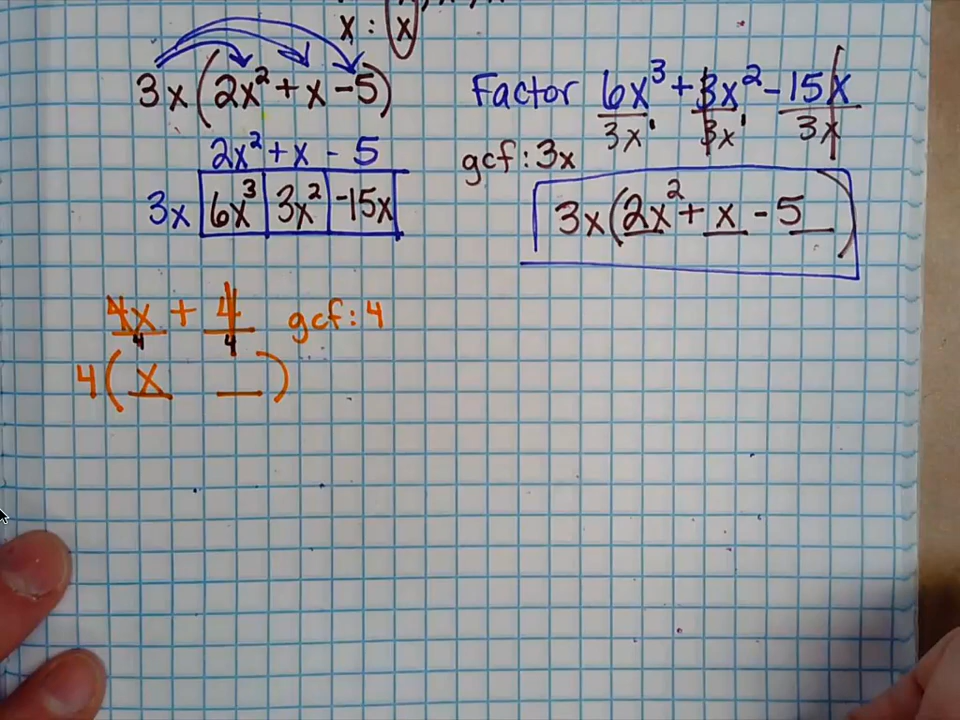 x : x
3x(2x² + x - 5)
2x² + x - 5
3x 6x³ 3x² -15x
Factor 6x³ + 3x² - 15x
3x 3x 3x
gcf: 3x
3x(2x² + x - 5)
4x + 4 gcf: 4
4 4
4(x __)